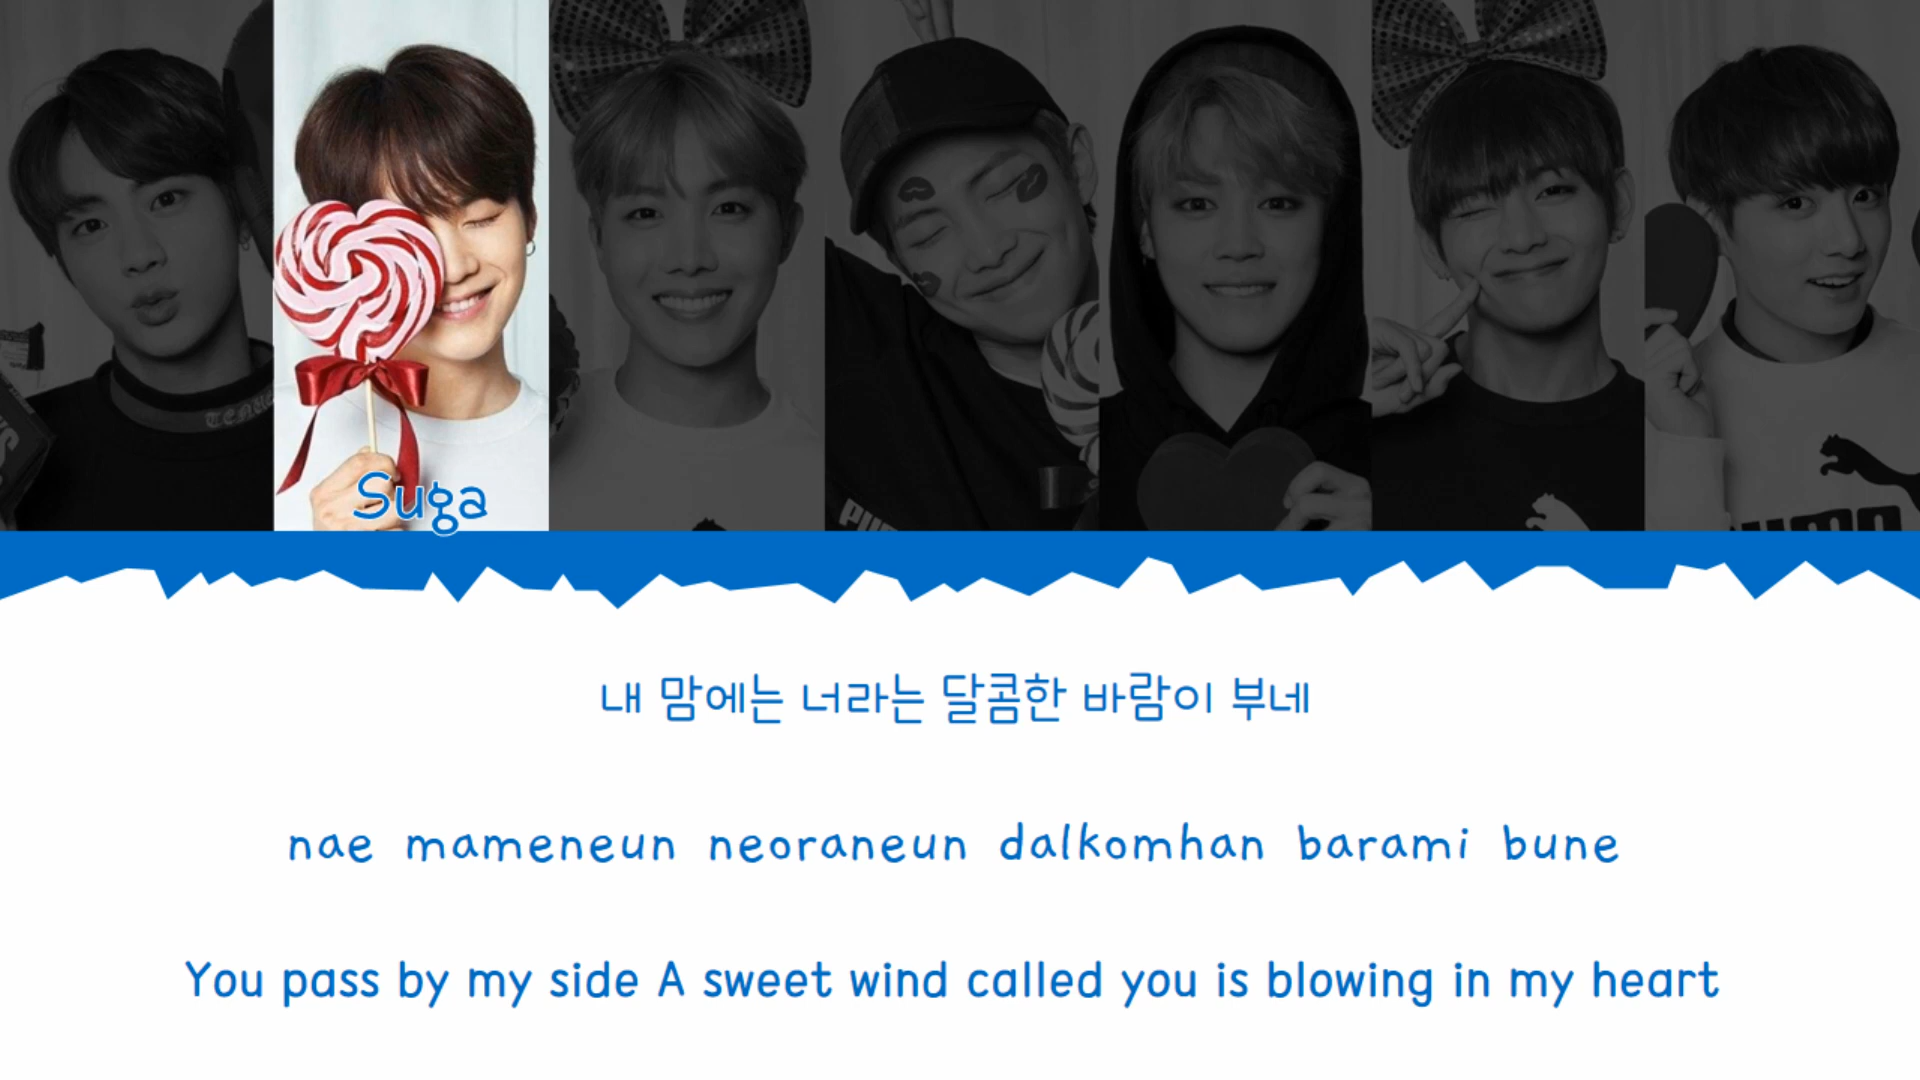 Suga
내 맘에는 너라는 달콤한 바람이 부네
nae mameneun neoraneun dalkomhan barami bune
You pass by my side A sweet wind called you is blowing in my heart